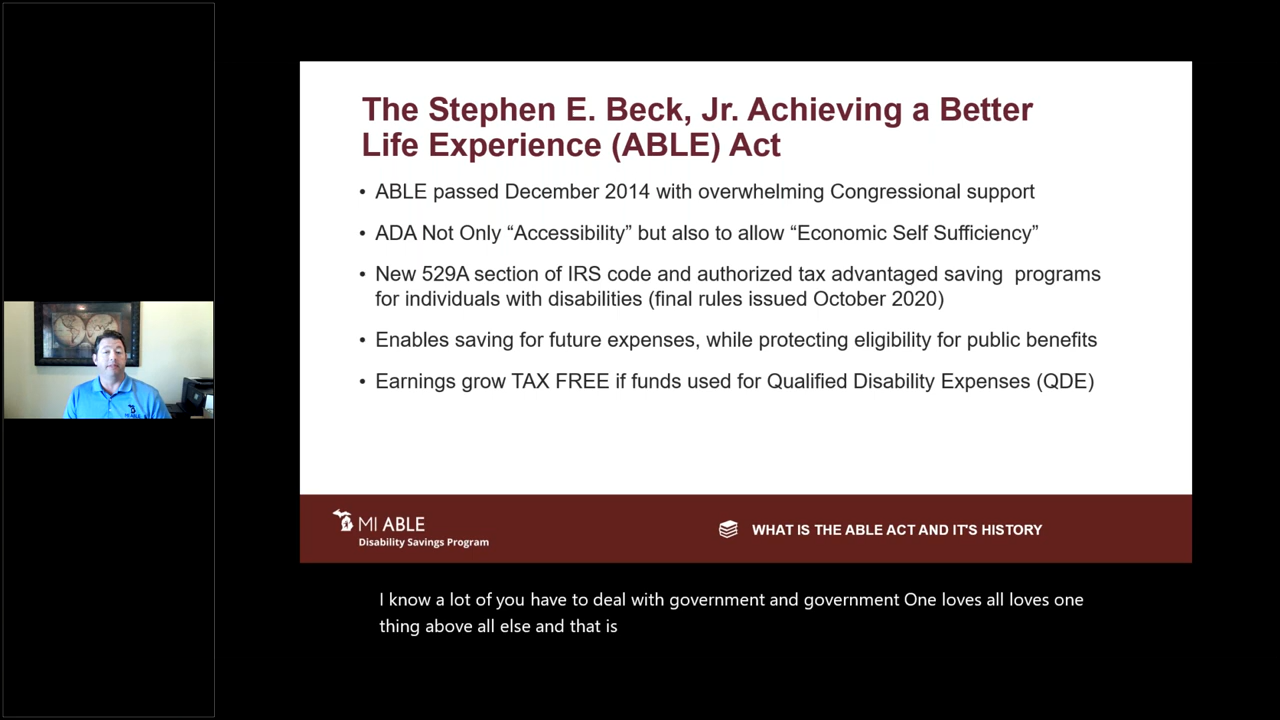 The Stephen E. Beck, Jr. Achieving a Better
Life Experience (ABLE) Act
• ABLE passed December 2014 with overwhelming Congressional support
• ADA Not Only “Accessibility” but also to allow “Economic Self Sufficiency”
• New 529A section of IRS code and authorized tax advantaged saving programs
for individuals with disabilities (final rules issued October 2020)
• Enables saving for future expenses, while protecting eligibility for public benefits
• Earnings grow TAX FREE if funds used for Qualified Disability Expenses (QDE)
MI ABLE
Disability Savings Program
WHAT IS THE ABLE ACT AND IT'S HISTORY
MI ABLE
I know a lot of you have to deal with government and government One loves all loves one
thing above all else and that is